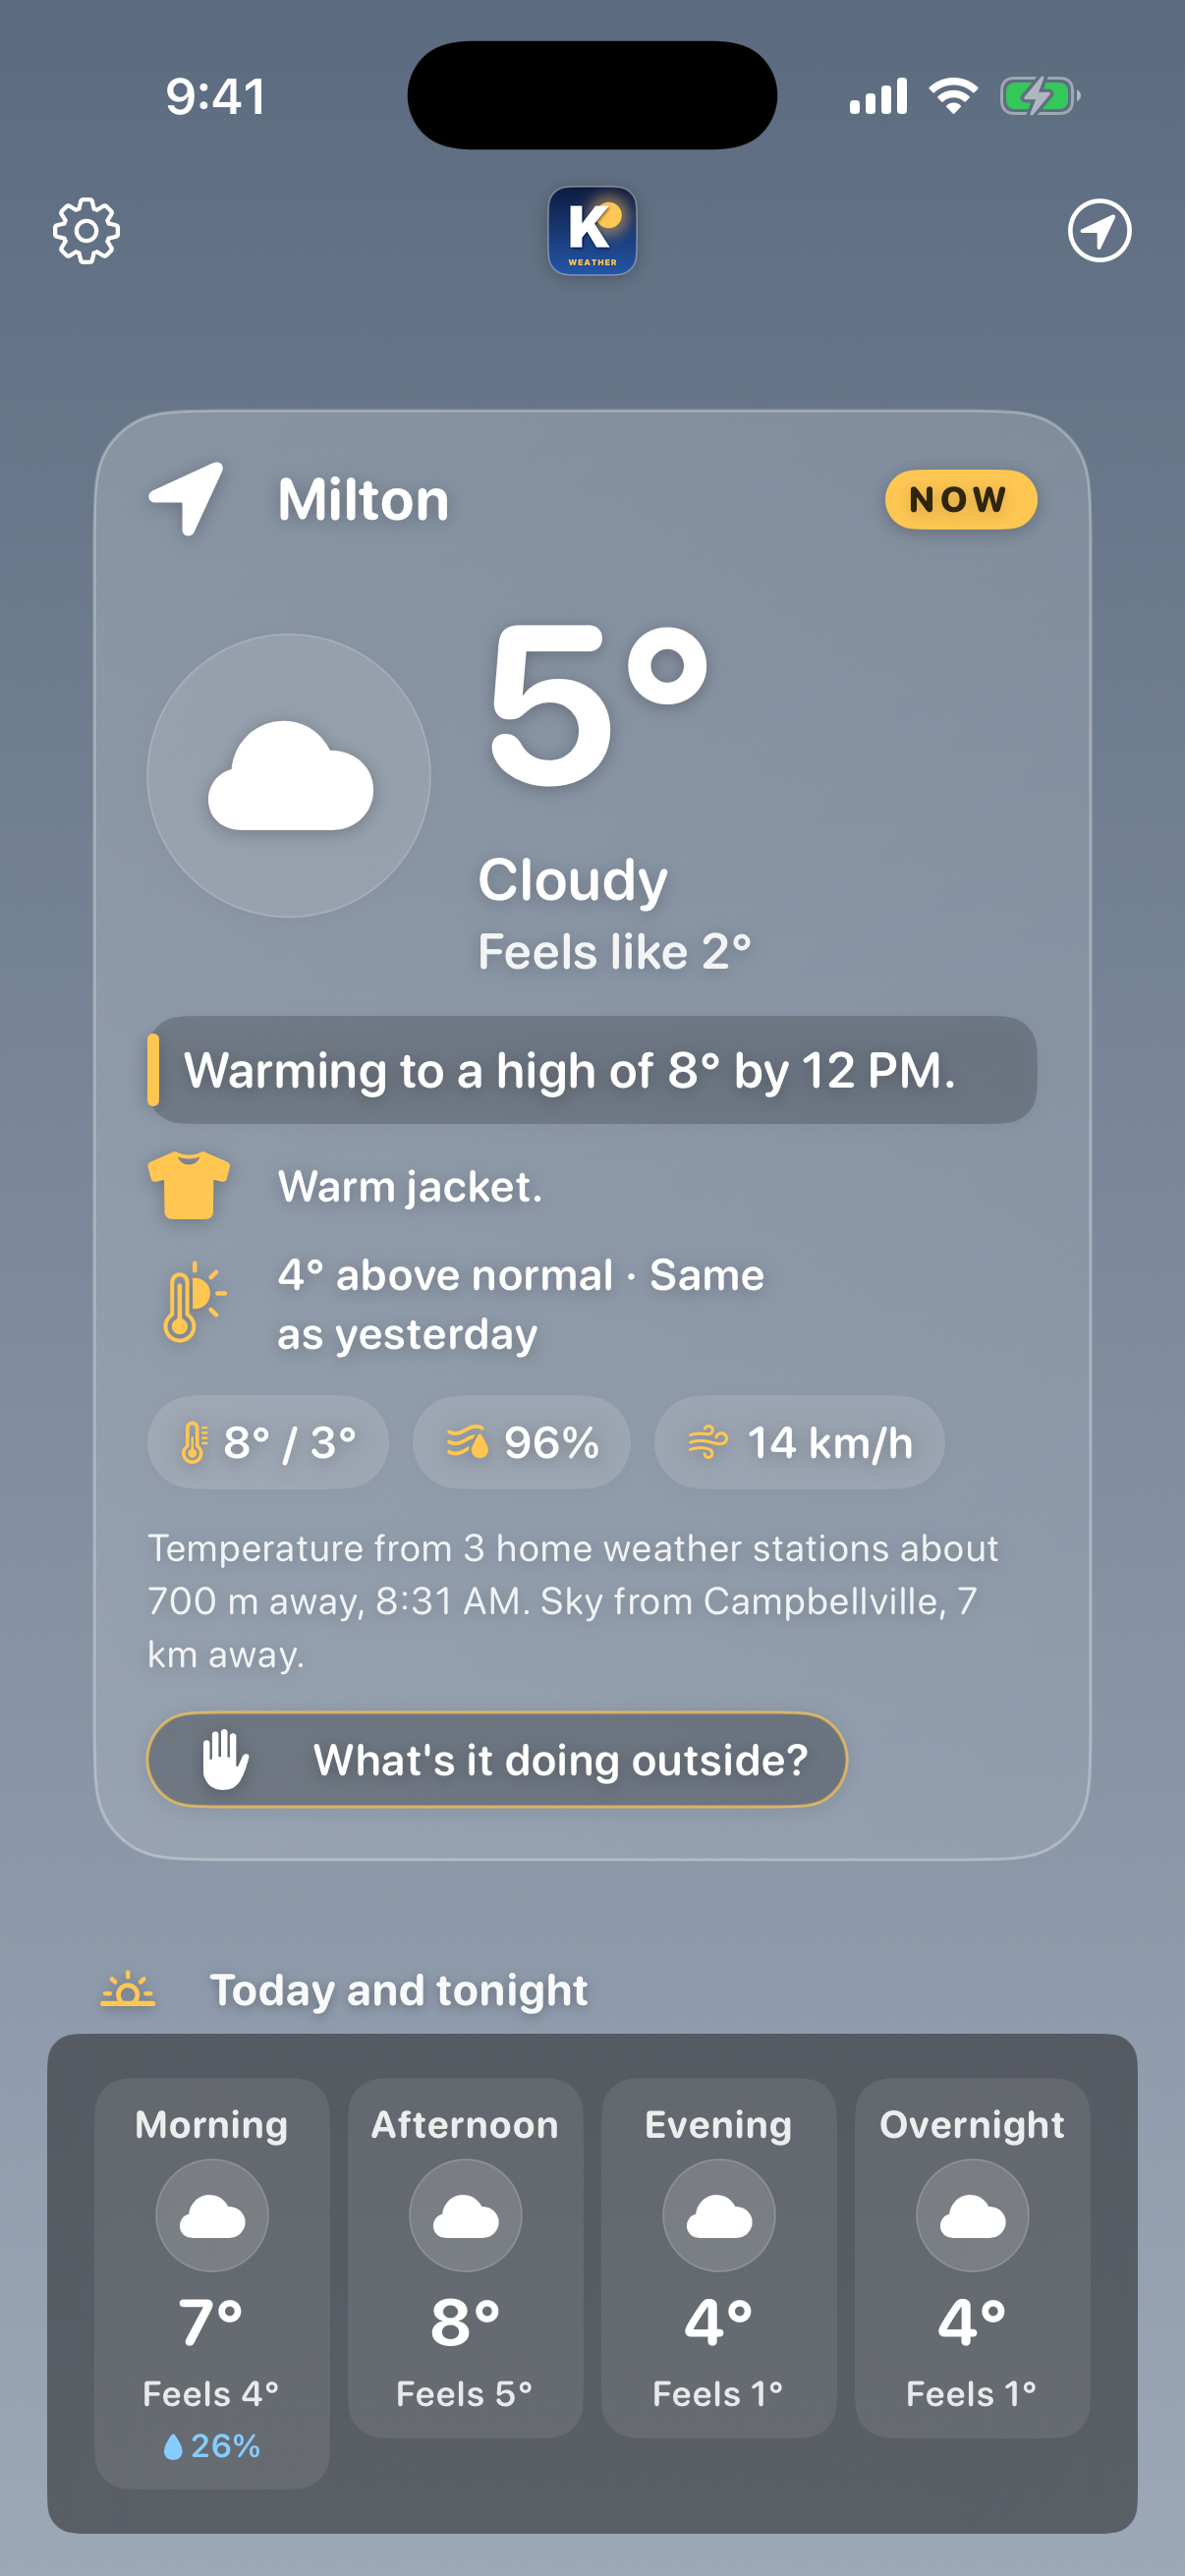 9:41
K
WEATHER
Milton
NOW
5°
Cloudy
Feels like 2°
Warming to a high of 8° by 12 PM.
Warm jacket.
4° above normal · Same
as yesterday
8° / 3°
96%
14 km/h
Temperature from 3 home weather stations about
700 m away, 8:31 AM. Sky from Campbellville, 7
km away.
What's it doing outside?
Today and tonight
Morning
7°
Feels 4°
26%
Afternoon
8°
Feels 5°
Evening
4°
Feels 1°
Overnight
4°
Feels 1°